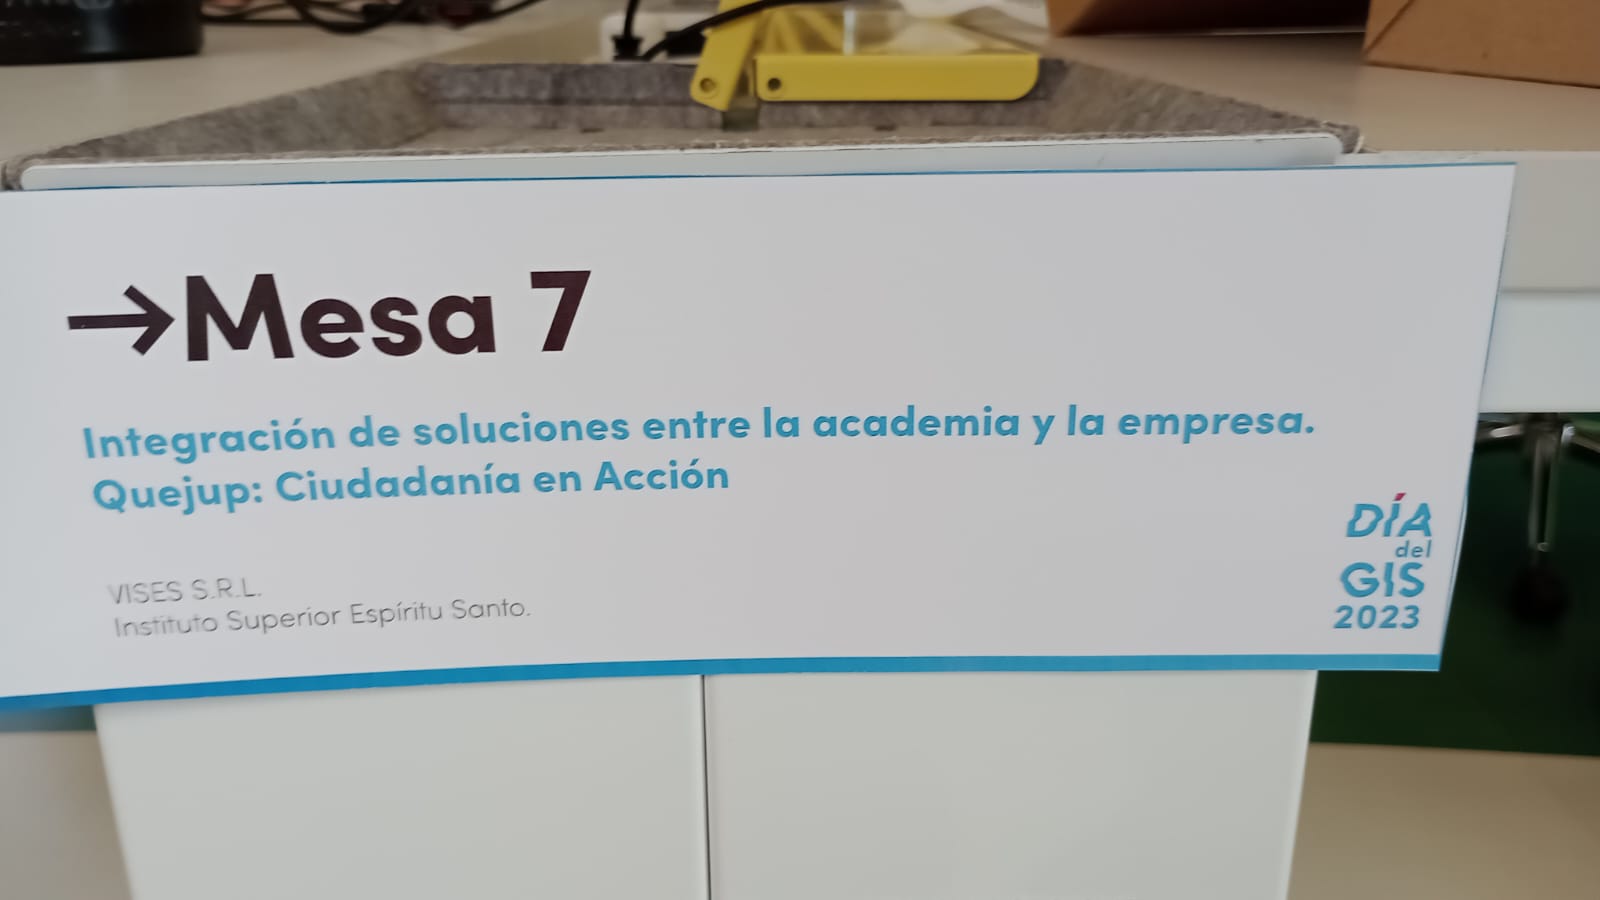 →Mesa 7
Integración de soluciones entre la academia y la empresa.
Quejup: Ciudadanía en Acción
VISES S.R.L.
Instituto Superior Espíritu Santo.
DÍA
del
GIS
2023